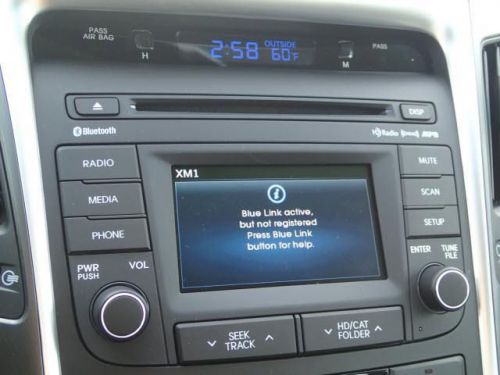 PASS
AIR BAG
H
2:58
OUTSIDE
60°F
M
PASS
DISP
Bluetooth
HD Radio
RADIO
MEDIA
PHONE
PWR
PUSH
VOL
XM1
i
Blue Link active,
but not registered
Press Blue Link
button for help.
MUTE
SCAN
SETUP
ENTER
TUNE
FILE
SEEK
TRACK
HD/CAT
FOLDER